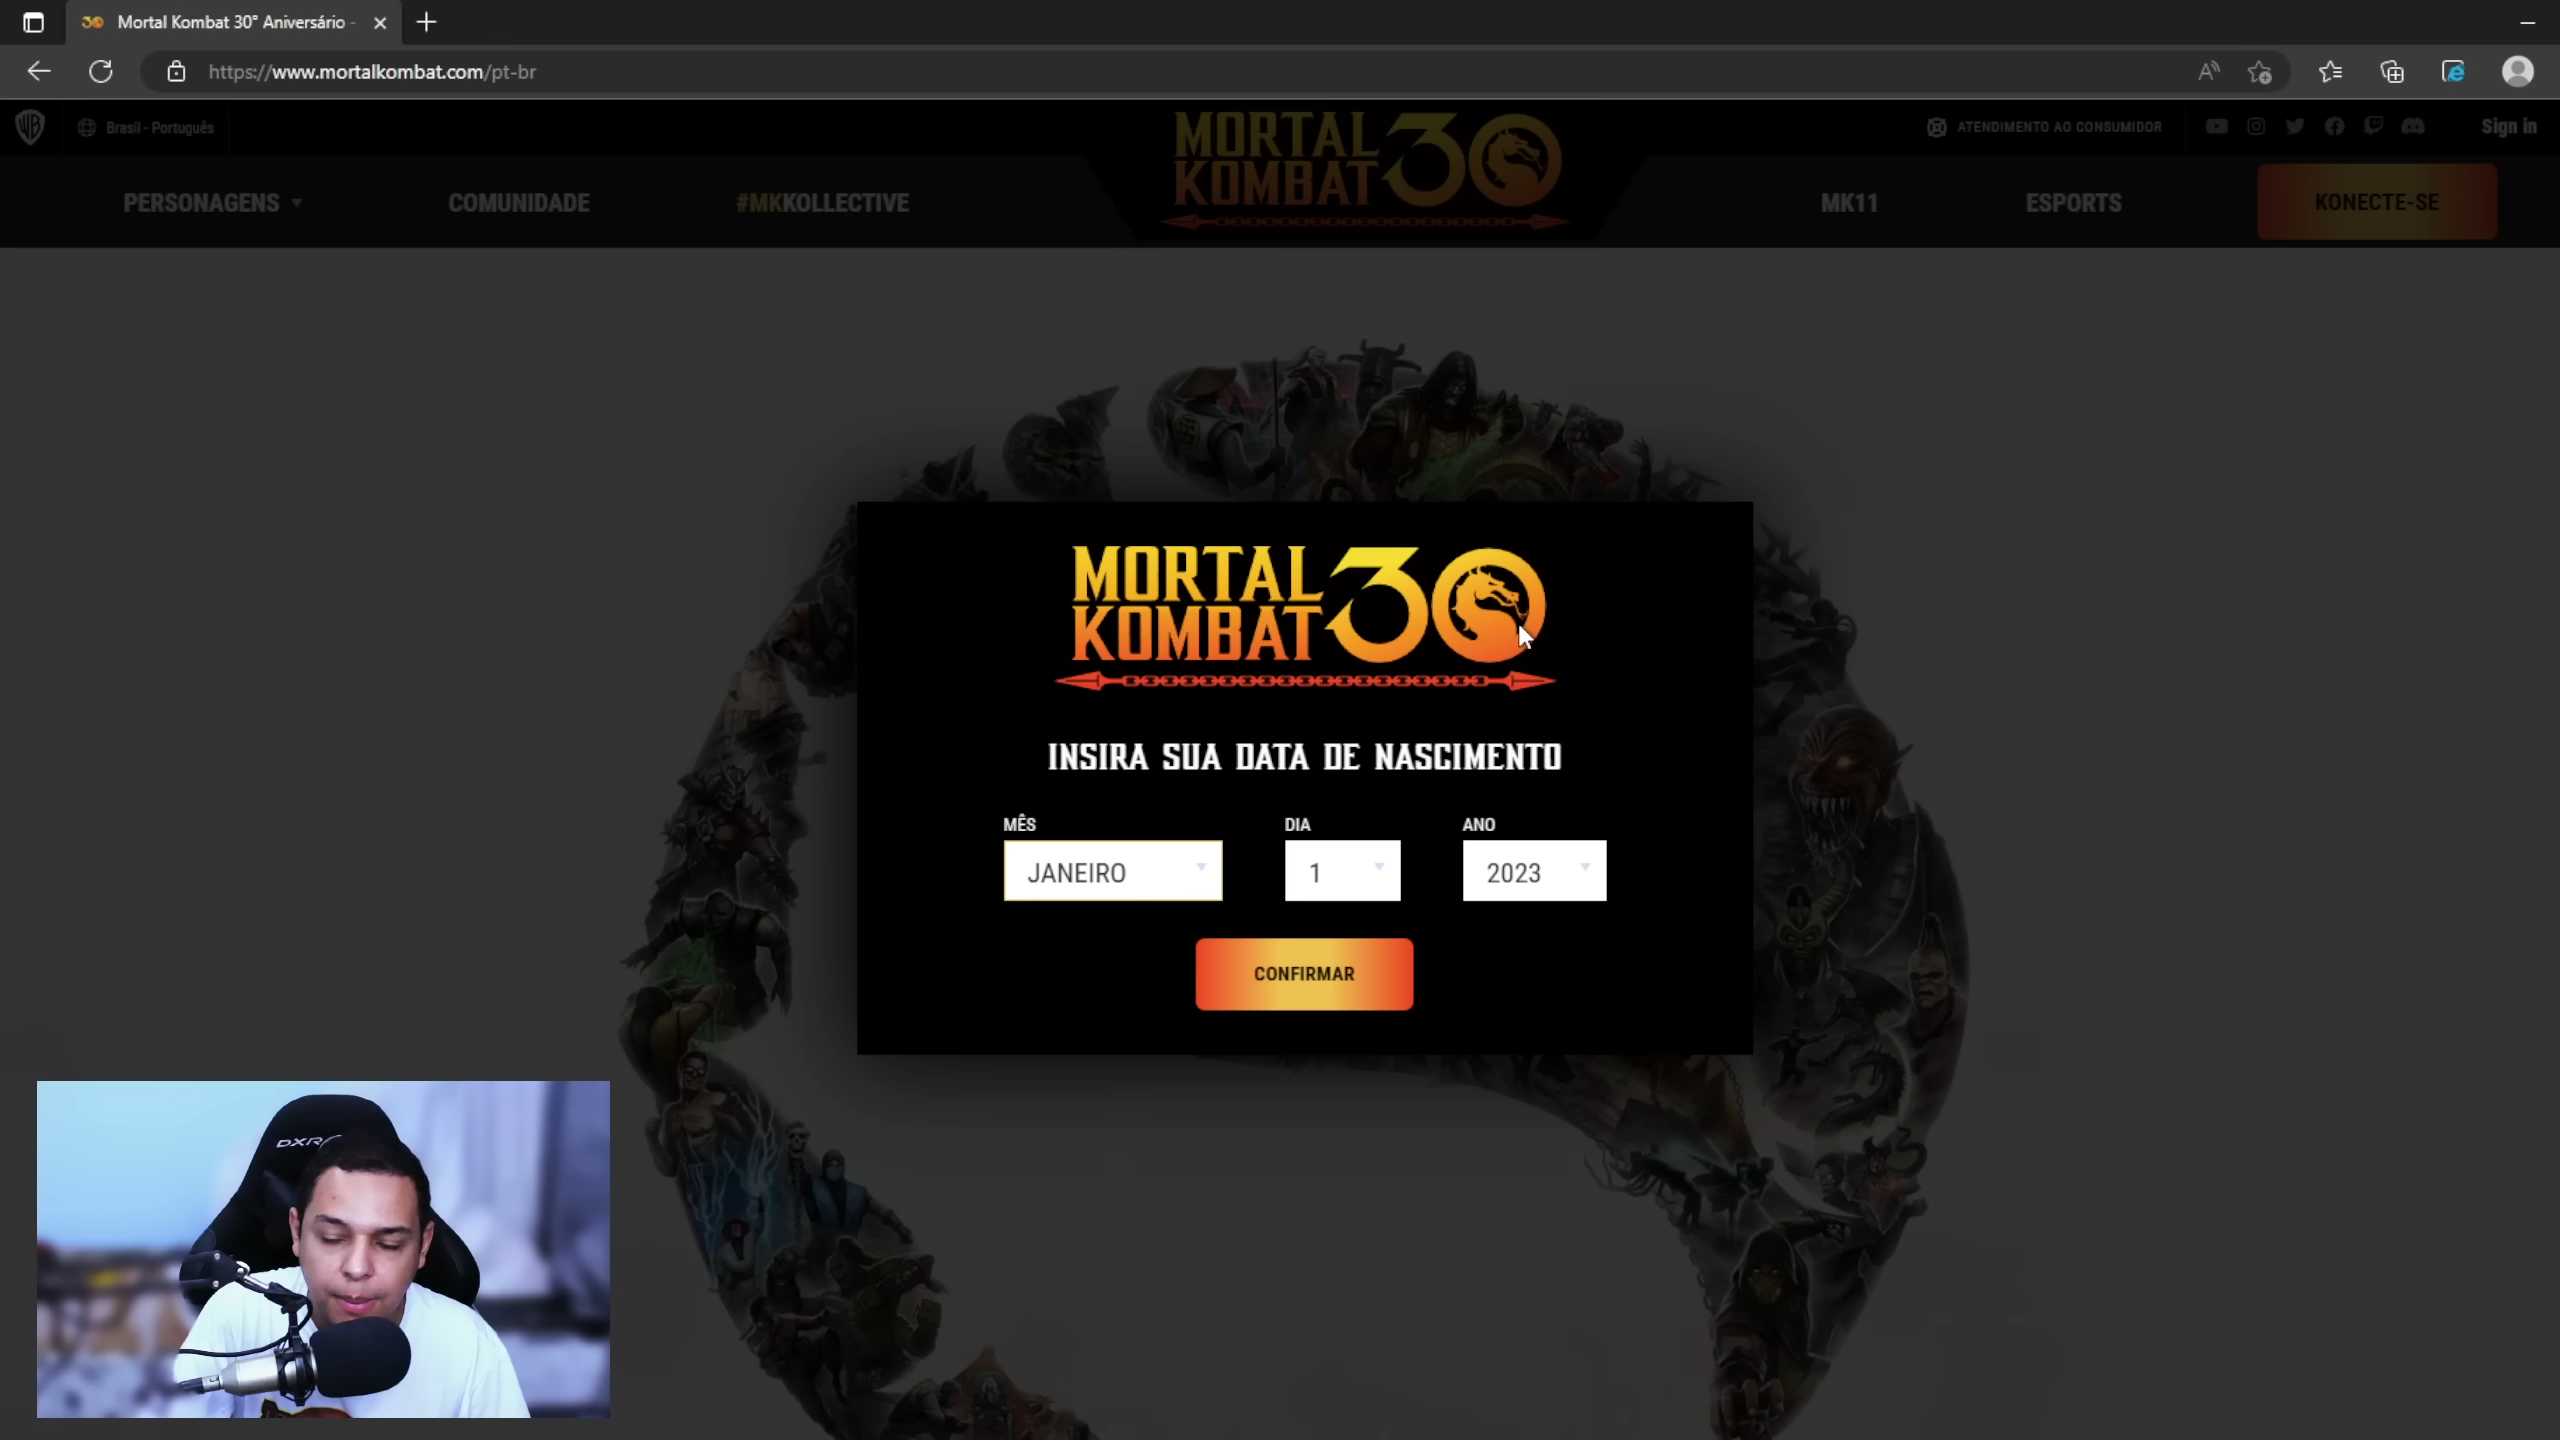 Mortal Kombat 30° Aniversário -
https://www.mortalkombat.com/pt-br
Brasil - Português
MORTAL KOMBAT 30
ATENDIMENTO AO CONSUMIDOR
Sign in
PERSONAGENS
COMUNIDADE
#MKKOLLECTIVE
MK11
ESPORTS
KONECTE-SE
MORTAL
KOMBAT
30
INSIRA SUA DATA DE NASCIMENTO
MÊS
DIA
ANO
JANEIRO
1
2023
CONFIRMAR